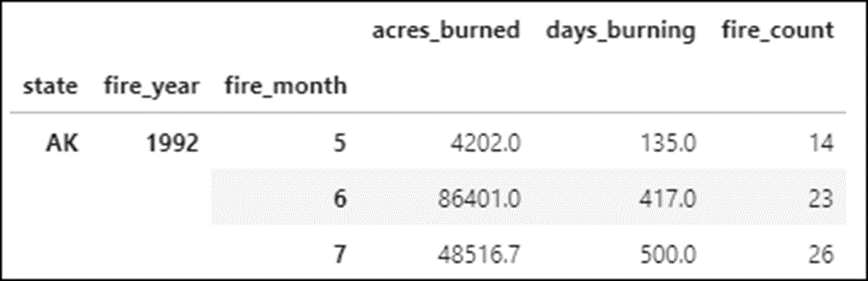 acres_burned days_burning fire_count
state fire_year fire_month
AK 1992 5 4202.0 135.0 14
6 86401.0 417.0 23
7 48516.7 500.0 26